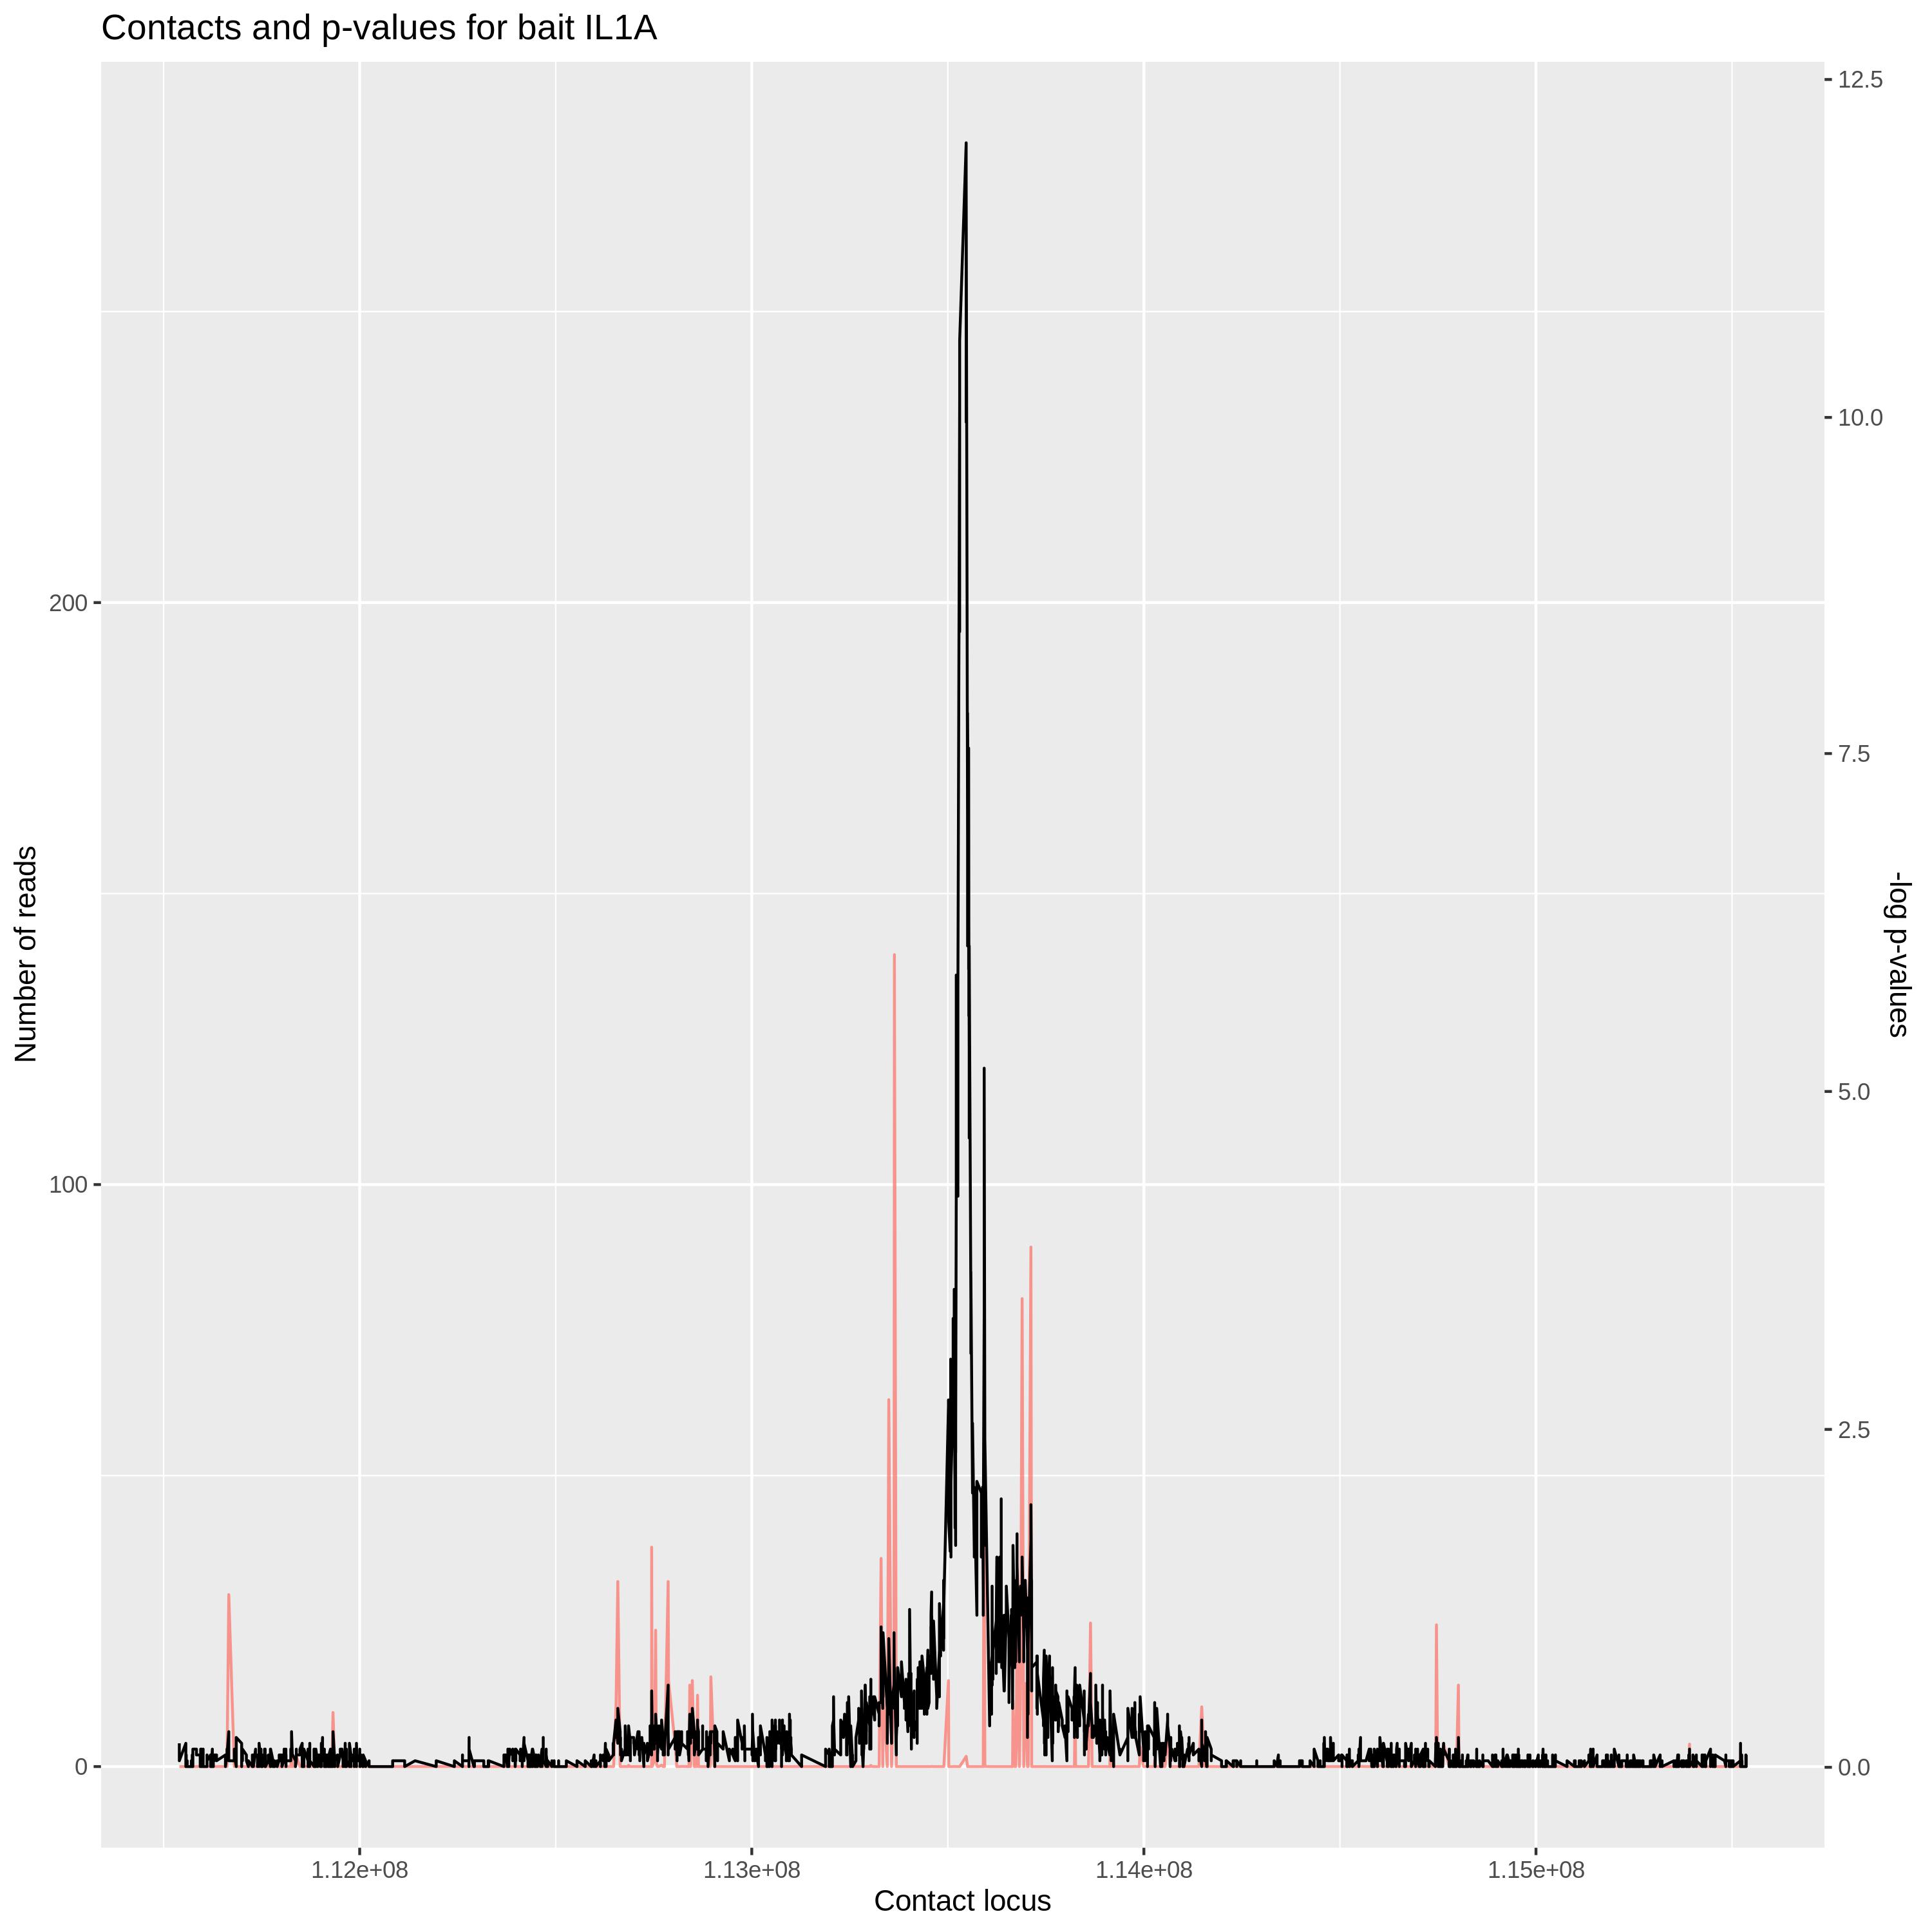 Contacts and p-values for bait IL1A
12.5
10.0
200
7.5
Number of reads
-log p-values
5.0
100
2.5
0
0.0
1.12e+08
1.13e+08
1.14e+08
1.15e+08
Contact locus